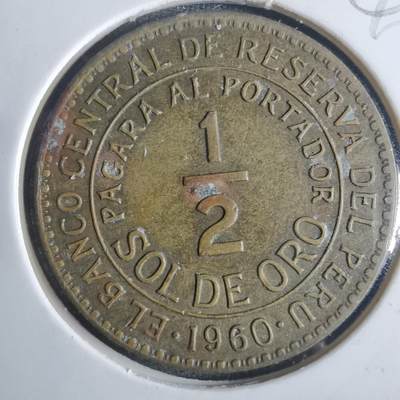 EL BANCO CENTRAL DE RESERVA DEL PERU
PAGARA AL PORTADOR
1
2
SOL DE ORO
·1960·